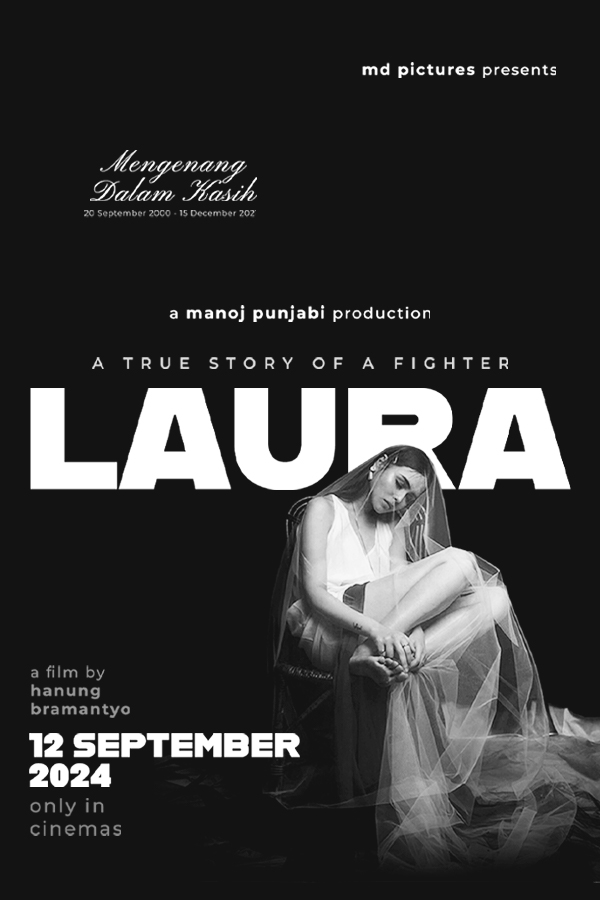 md pictures presents
Mengenang
Dalam Kasih
20 September 2000 - 15 December 202
a manoj punjabi production
A TRUE STORY OF A FIGHTER
LAURA
a film by
hanung
bramantyo
12 SEPTEMBER
2024
only in
cinemas